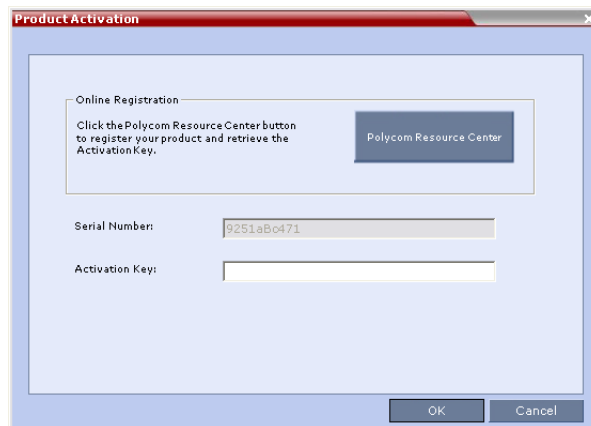 Product Activation
Online Registration
Click the Polycom Resource Center button
to register your product and retrieve the
Activation Key.
Polycom Resource Center
Serial Number:
9251aBc471
Activation Key:
OK
Cancel